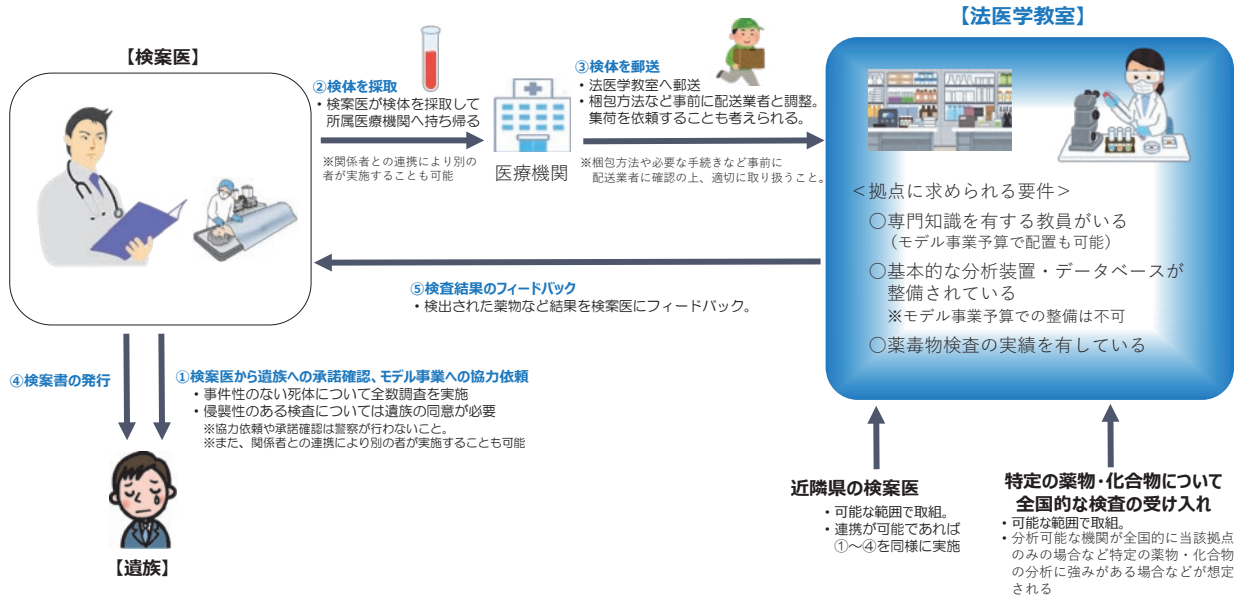 【検案医】
②検体を採取
・検案医が検体を採取して
所属医療機関へ持ち帰る
※関係者との連携により別の
者が実施することも可能
医療機関
③検体を郵送
・法医学教室へ郵送
・梱包方法など事前に配送業者と調整。
集荷を依頼することも考えられる。
※梱包方法や必要な手続きなど事前に
配送業者に確認の上、適切に取り扱うこと。
【法医学教室】
＜拠点に求められる要件＞
○専門知識を有する教員がいる
（モデル事業予算で配置も可能）
○基本的な分析装置・データベースが
整備されている
※モデル事業予算での整備は不可
○薬毒物検査の実績を有している
⑤検査結果のフィードバック
・検出された薬物など結果を検案医にフィードバック。
④検案書の発行
①検案医から遺族への承諾確認、モデル事業への協力依頼
・事件性のない死体について全数調査を実施
・侵襲性のある検査については遺族の同意が必要
※協力依頼や承諾確認は警察が行わないこと。
※また、関係者との連携により別の者が実施することも可能
【遺族】
近隣県の検案医
・可能な範囲で取組。
・連携が可能であれば
①～④を同様に実施
特定の薬物・化合物について
全国的な検査の受け入れ
・可能な範囲で取組。
・分析可能な機関が全国的に当該拠点
のみの場合など特定の薬物・化合物
の分析に強みがある場合などが想定
される